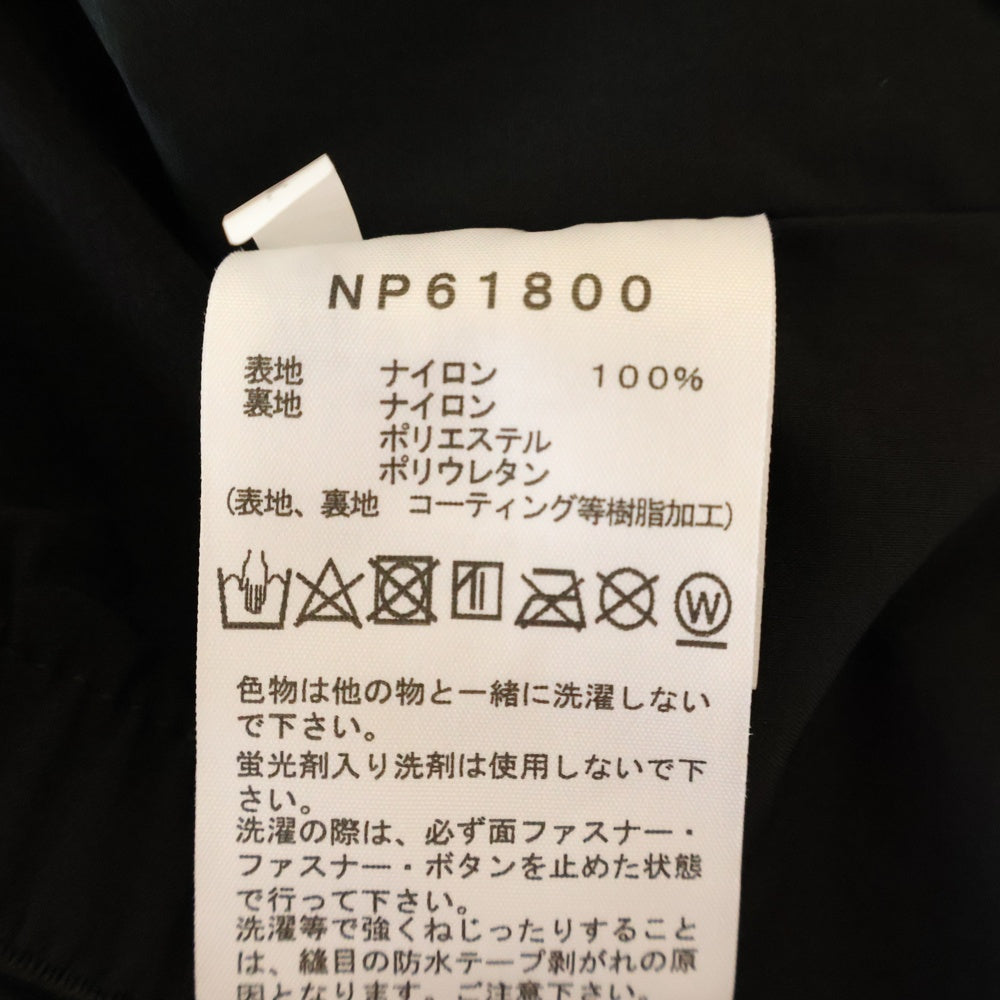 NP61800
表地 ナイロン 100%
裏地 ナイロン
ポリエステル
ポリウレタン
(表地、裏地 コーティング等樹脂加工)
W
色物は他の物と一緒に洗濯しない
で下さい。
蛍光剤入り洗剤は使用しないで下
さい。
洗濯の際は、必ず面ファスナー・
ファスナー・ボタンを止めた状態
で行って下さい。
洗濯等で強くねじったりすること
は、縫目の防水テープ剥がれの原
因となります。ご注意下さい。